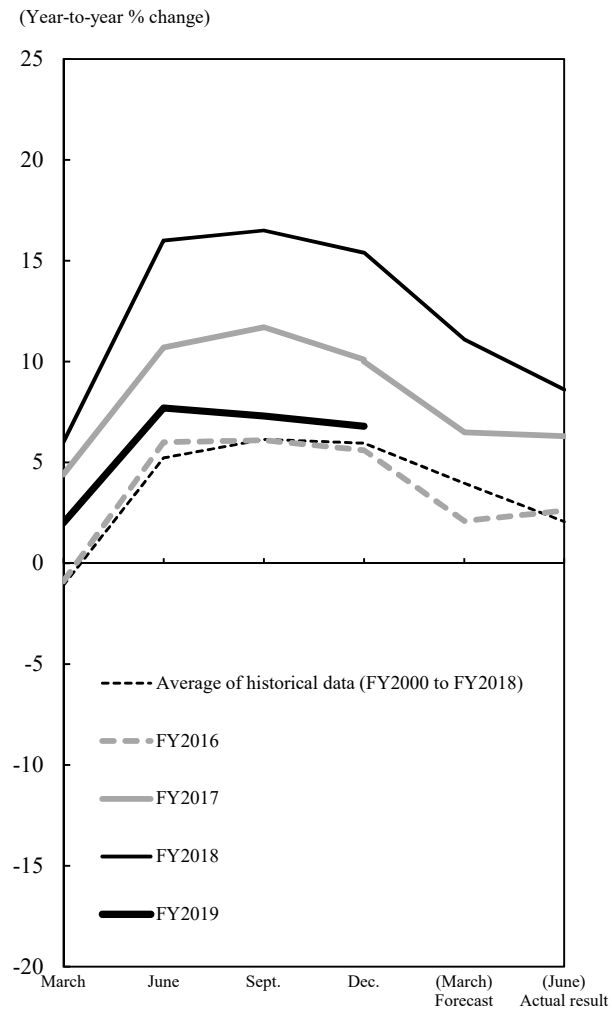 (Year-to-year % change)
25
20
15
10
5
0
-5
-10
-15
-20
Average of historical data (FY2000 to FY2018)
FY2016
FY2017
FY2018
FY2019
March June Sept. Dec. (March) (June)
Forecast Actual result